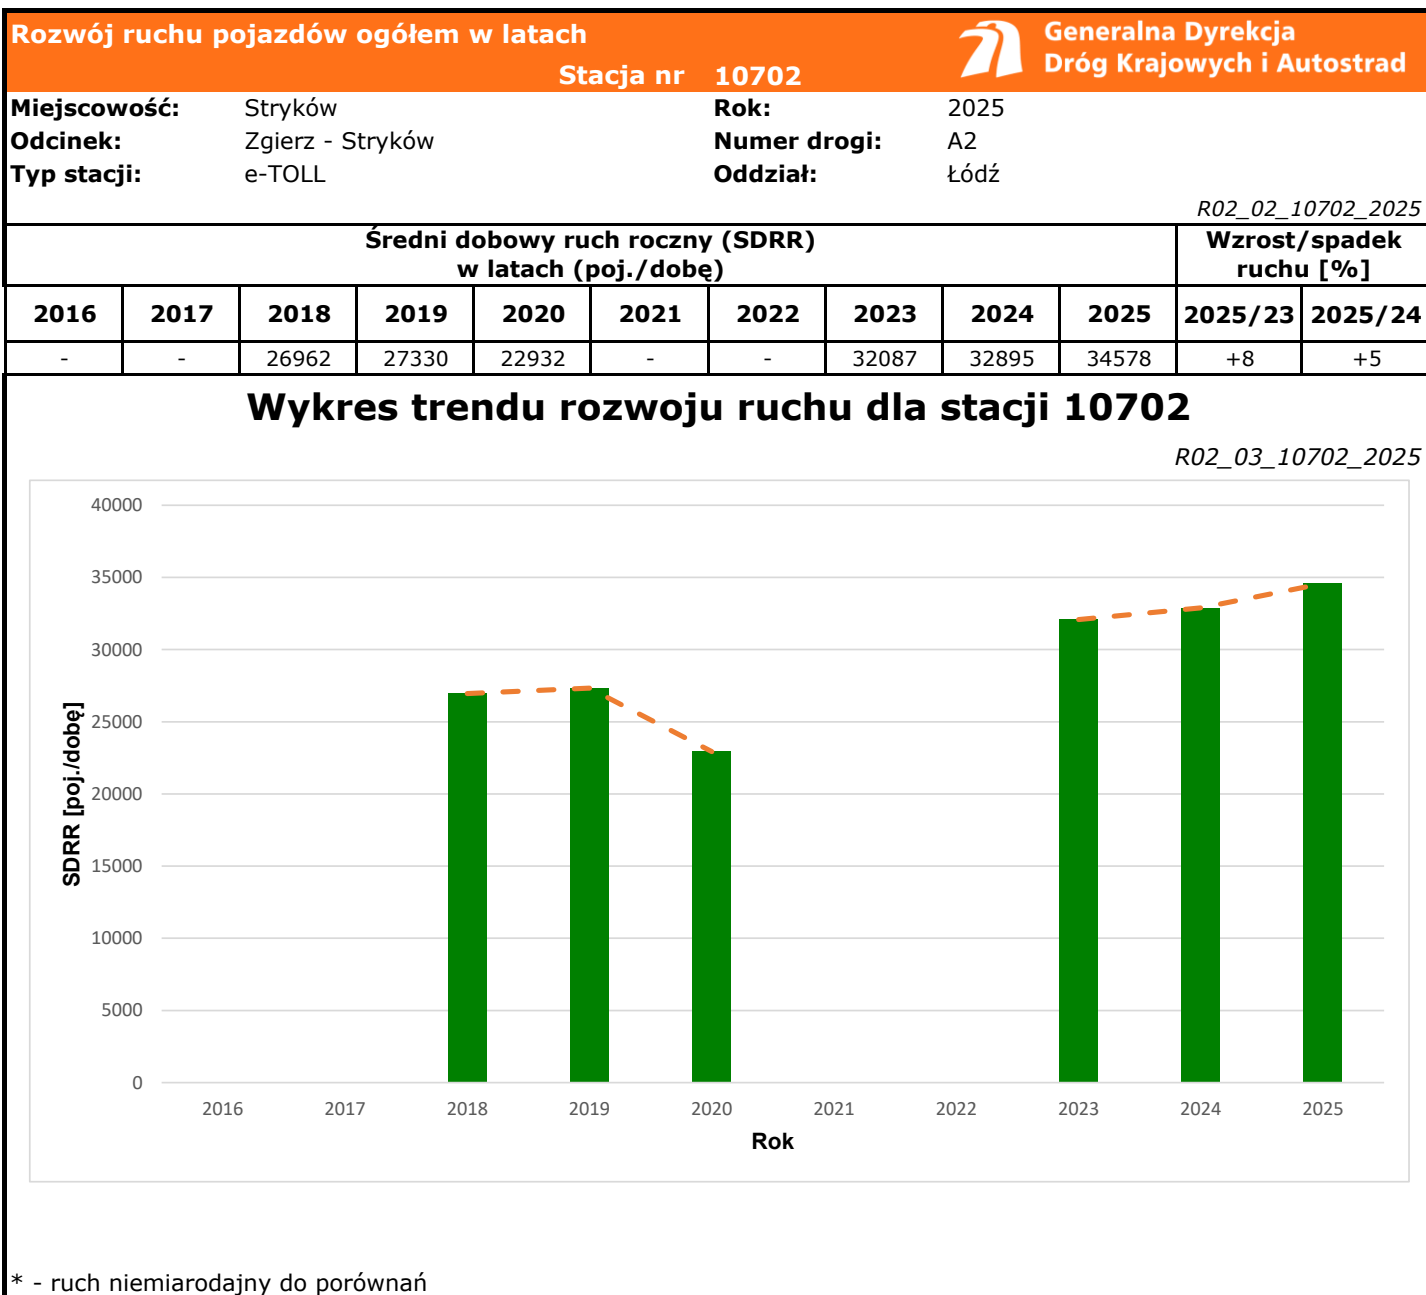 Rozwój ruchu pojazdów ogółem w latach
Generalna Dyrekcja
Dróg Krajowych i Autostrad
Stacja nr 10702
Miejscowość: Stryków Rok: 2025
Odcinek: Zgierz - Stryków Numer drogi: A2
Typ stacji: e-TOLL Oddział: Łódź
R02_02_10702_2025
Średni dobowy ruch roczny (SDRR)
w latach (poj./dobę)
Wzrost/spadek
ruchu [%]
2016 2017 2018 2019 2020 2021 2022 2023 2024 2025 2025/23 2025/24
- - 26962 27330 22932 - - 32087 32895 34578 +8 +5
Wykres trendu rozwoju ruchu dla stacji 10702
R02_03_10702_2025
SDRR [poj./dobę]
40000
35000
30000
25000
20000
15000
10000
5000
0
2016 2017 2018 2019 2020 2021 2022 2023 2024 2025
Rok
* - ruch niemiarodajny do porównań